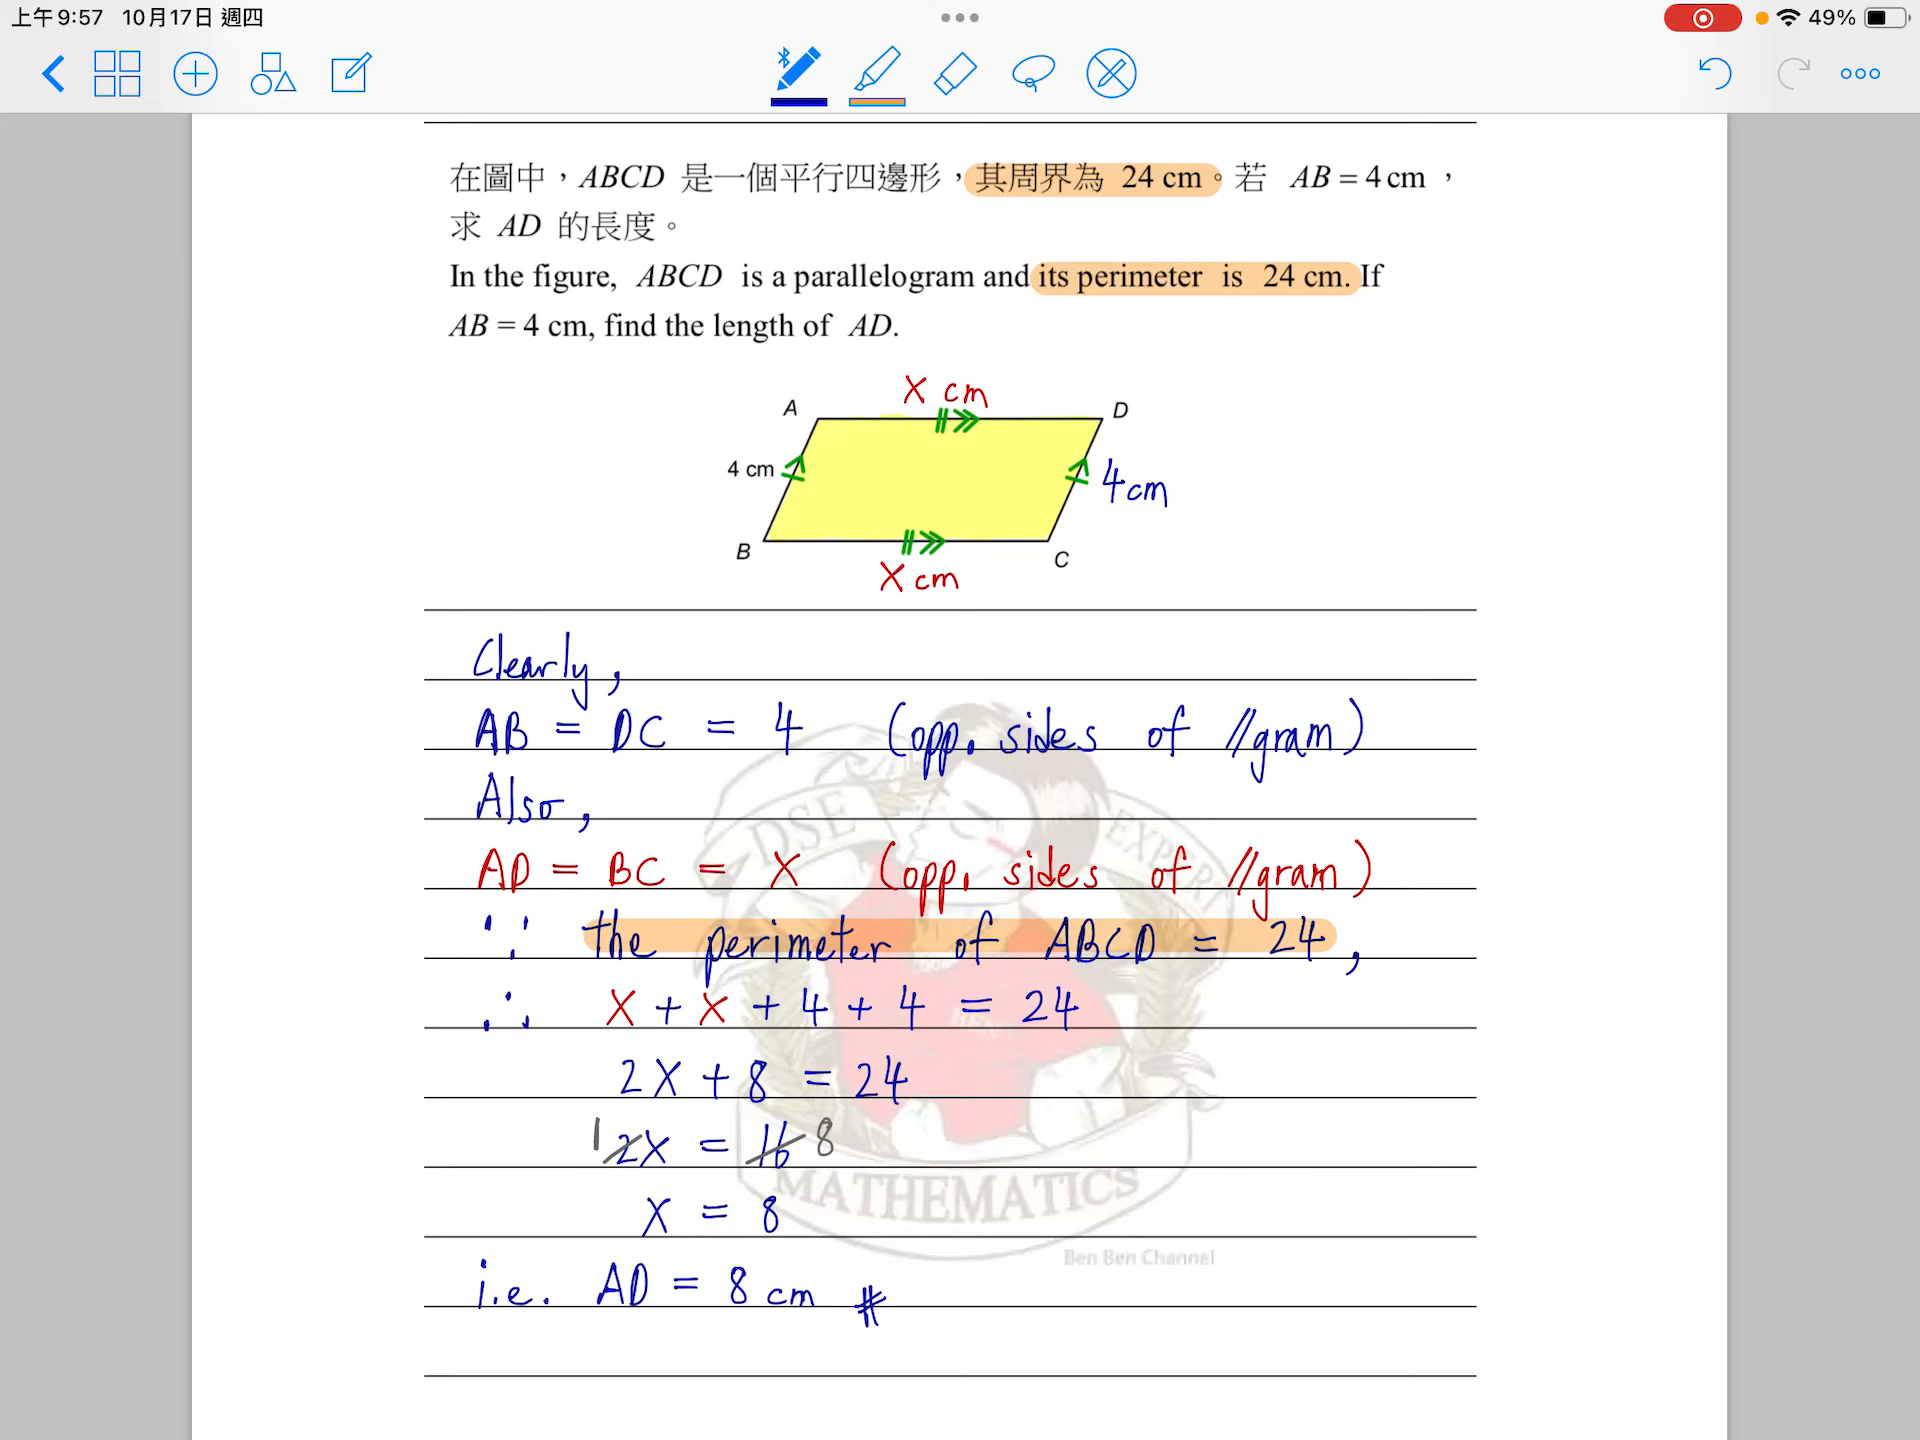 上午9:57 10月17日 週四
49%
在圖中，ABCD 是一個平行四邊形，其周界為 24 cm。若 AB = 4 cm，
求 AD 的長度。
In the figure, ABCD is a parallelogram and its perimeter is 24 cm. If
AB = 4 cm, find the length of AD.
X cm
A
D
4 cm
4cm
B
C
X cm
Clearly,
AB = DC = 4 (opp. sides of //gram)
Also,
AD = BC = X (opp. sides of //gram)
∵ the perimeter of ABCD = 24,
∴ X + X + 4 + 4 = 24
2X + 8 = 24
1 2X = 16 8
X = 8
i.e. AD = 8 cm #
DSE EXPERT
BEN
MATHEMATICS
Ben Ben Channel